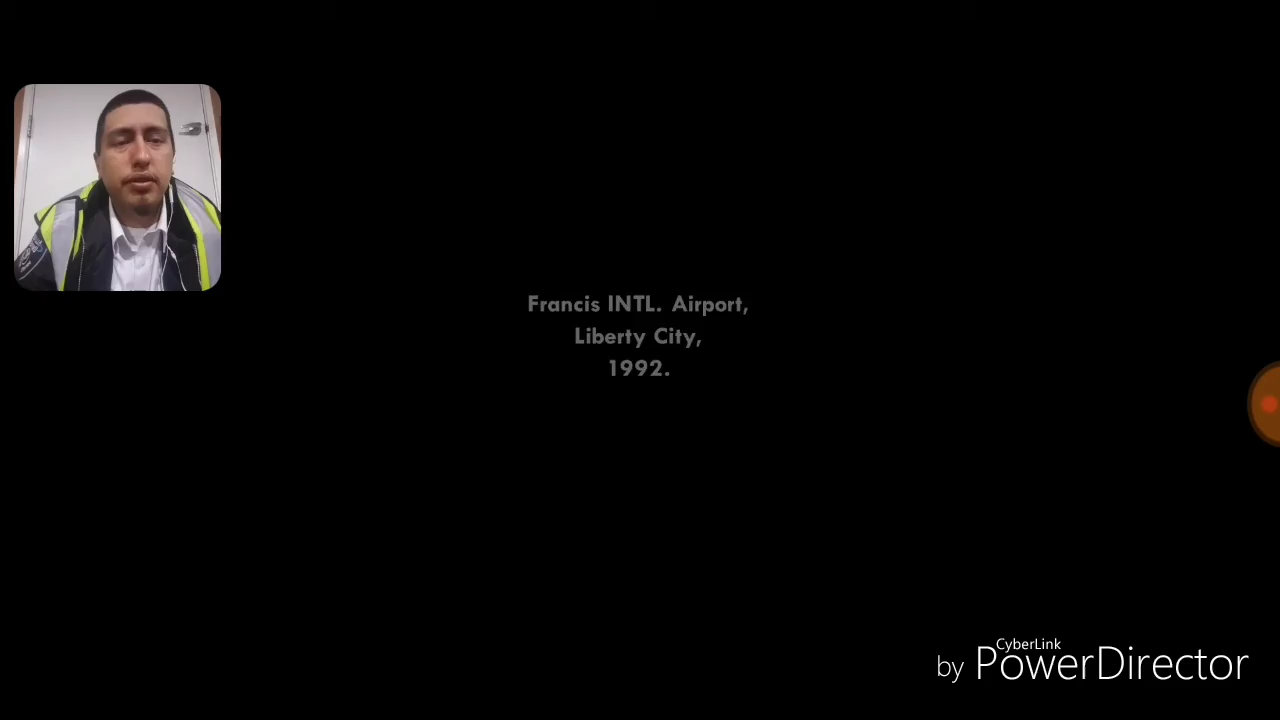 Francis INTL. Airport,
Liberty City,
1992.
CyberLink
by PowerDirector